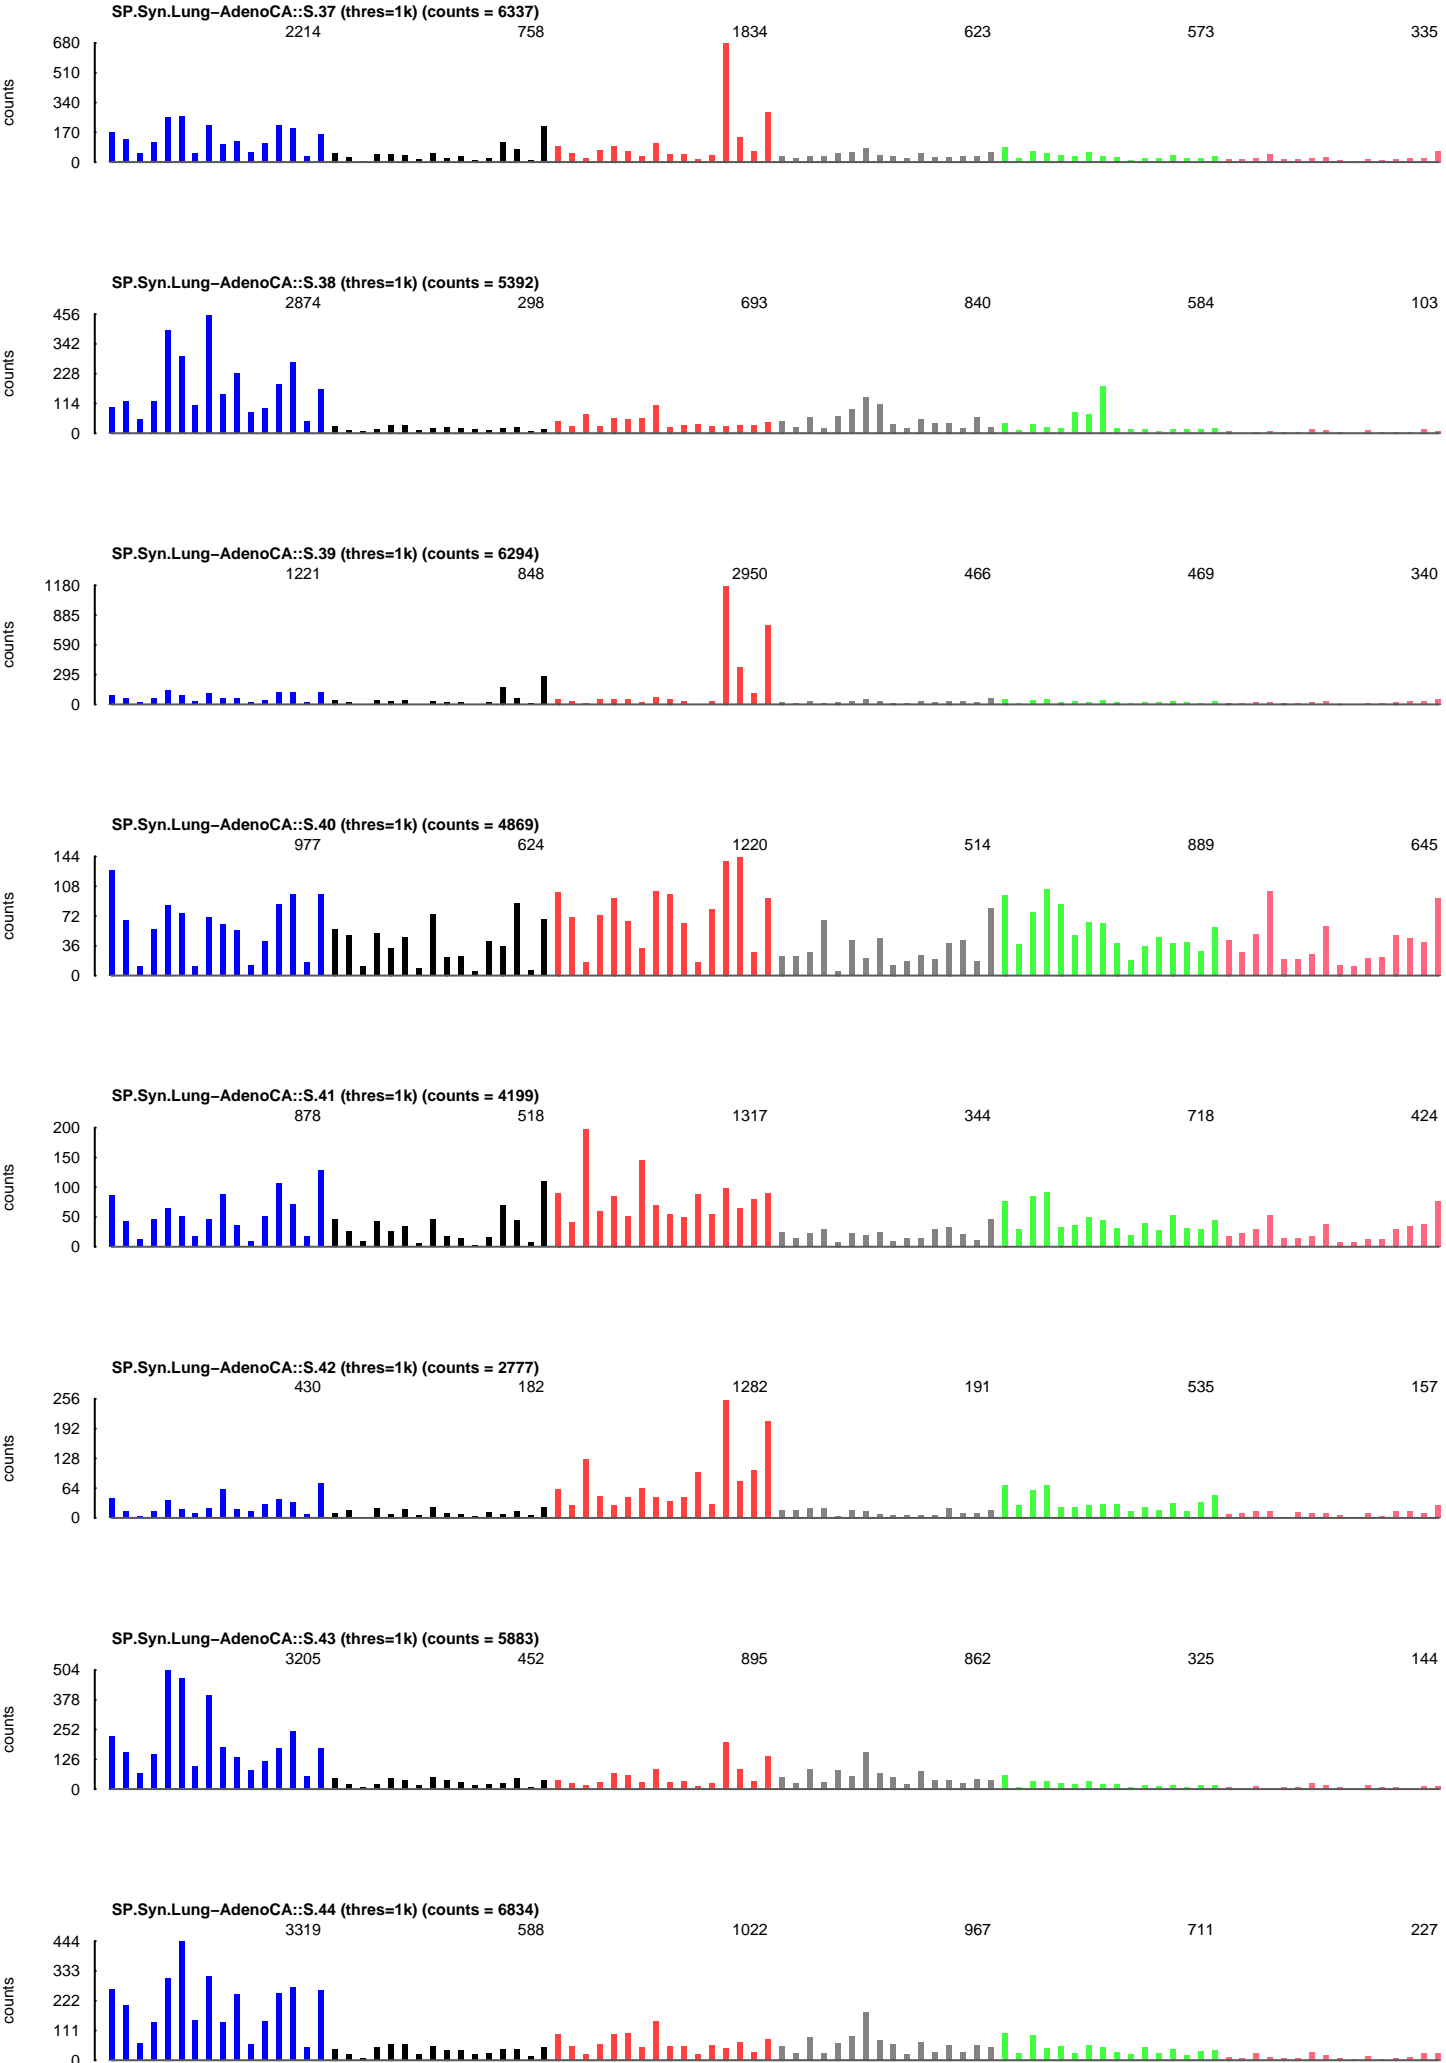 SP.Syn.Lung−AdenoCA::S.37 (thres=1k) (counts = 6337)
2214 758 1834 623 573 335
680
510
340
170
0
counts
SP.Syn.Lung−AdenoCA::S.38 (thres=1k) (counts = 5392)
2874 298 693 840 584 103
456
342
228
114
0
counts
SP.Syn.Lung−AdenoCA::S.39 (thres=1k) (counts = 6294)
1221 848 2950 466 469 340
1180
885
590
295
0
counts
SP.Syn.Lung−AdenoCA::S.40 (thres=1k) (counts = 4869)
977 624 1220 514 889 645
144
108
72
36
0
counts
SP.Syn.Lung−AdenoCA::S.41 (thres=1k) (counts = 4199)
878 518 1317 344 718 424
200
150
100
50
0
counts
SP.Syn.Lung−AdenoCA::S.42 (thres=1k) (counts = 2777)
430 182 1282 191 535 157
256
192
128
64
0
counts
SP.Syn.Lung−AdenoCA::S.43 (thres=1k) (counts = 5883)
3205 452 895 862 325 144
504
378
252
126
0
counts
SP.Syn.Lung−AdenoCA::S.44 (thres=1k) (counts = 6834)
3319 588 1022 967 711 227
444
333
222
111
0
counts